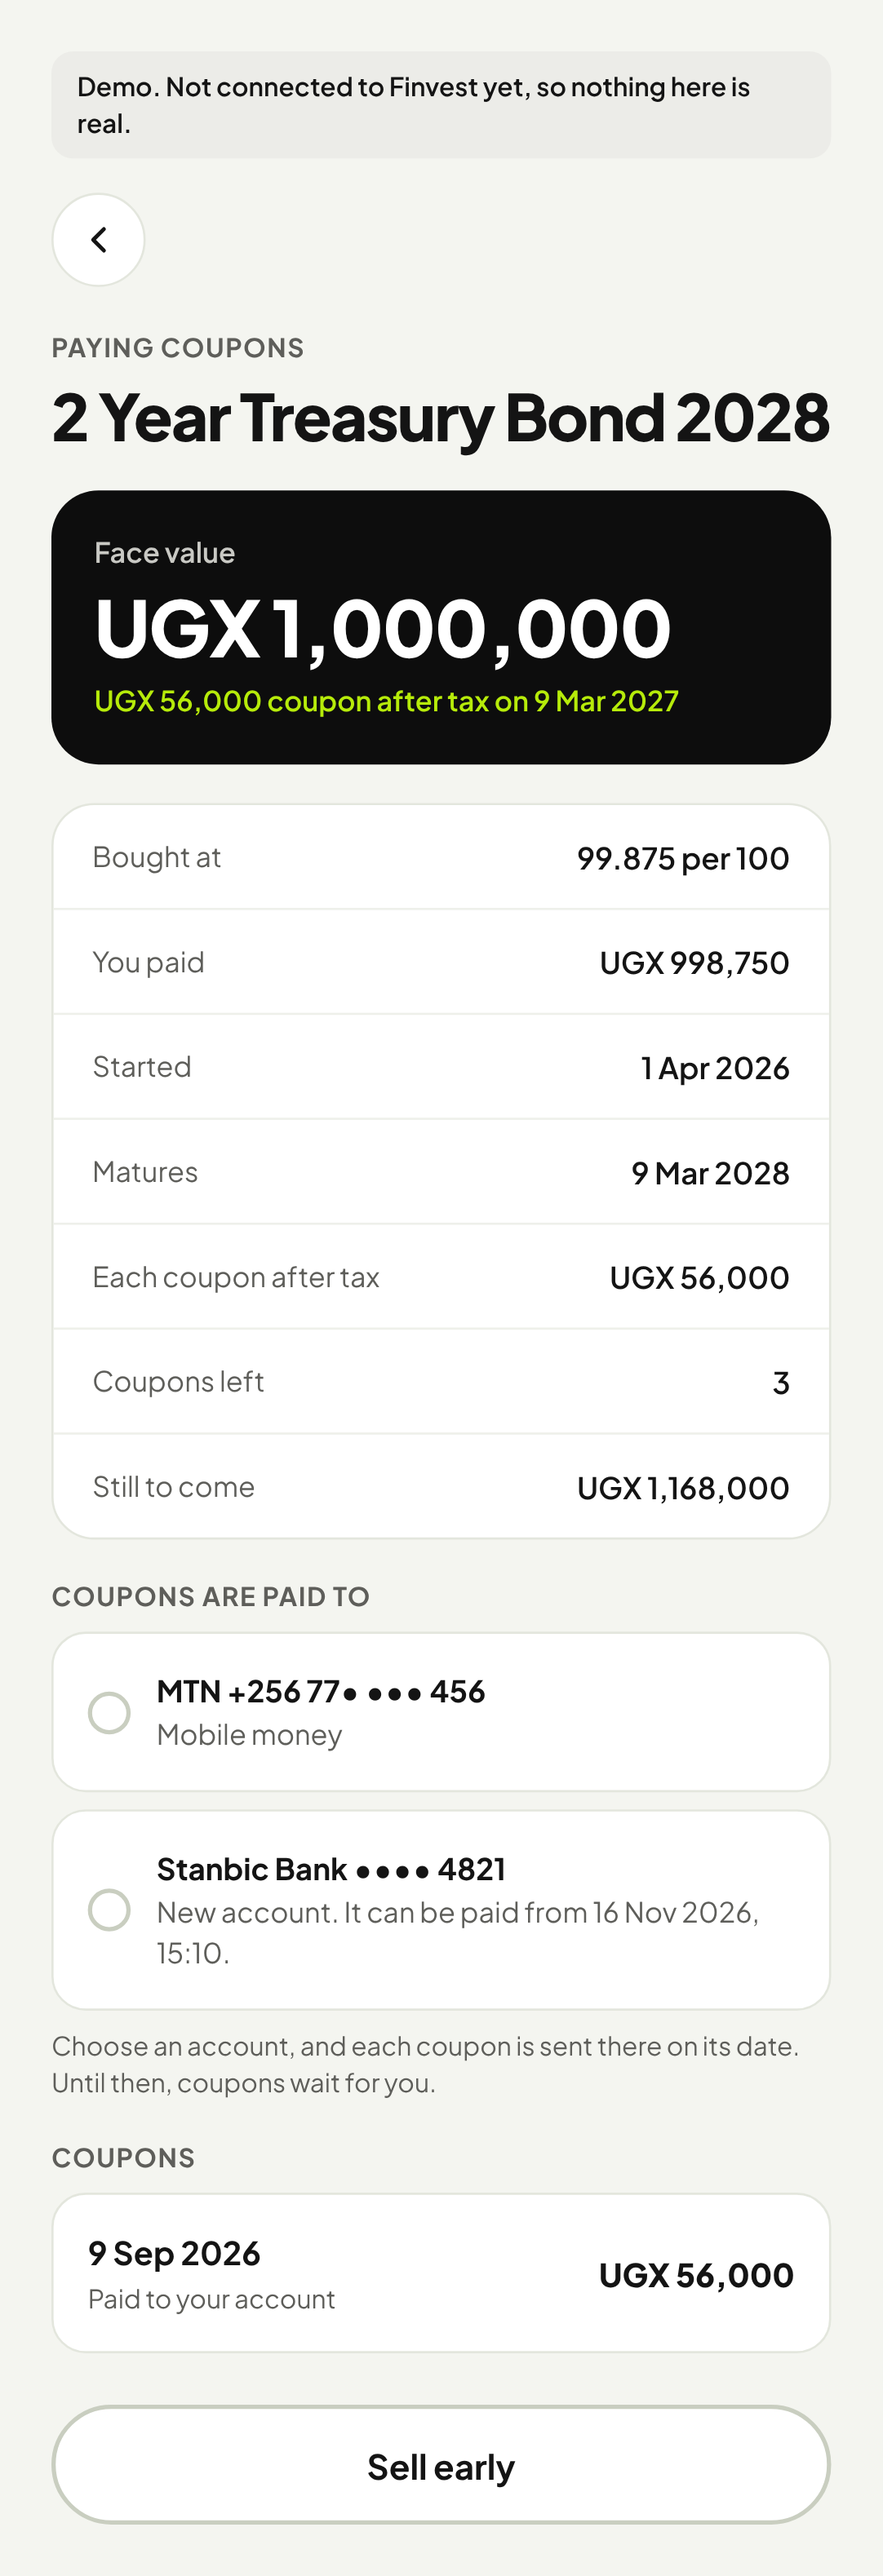 Demo. Not connected to Finvest yet, so nothing here is
real.
PAYING COUPONS
2 Year Treasury Bond 2028
Face value
UGX 1,000,000
UGX 56,000 coupon after tax on 9 Mar 2027
Bought at 99.875 per 100
You paid UGX 998,750
Started 1 Apr 2026
Matures 9 Mar 2028
Each coupon after tax UGX 56,000
Coupons left 3
Still to come UGX 1,168,000
COUPONS ARE PAID TO
MTN +256 77• ••• 456
Mobile money
Stanbic Bank •••• 4821
New account. It can be paid from 16 Nov 2026,
15:10.
Choose an account, and each coupon is sent there on its date.
Until then, coupons wait for you.
COUPONS
9 Sep 2026
Paid to your account
UGX 56,000
Sell early